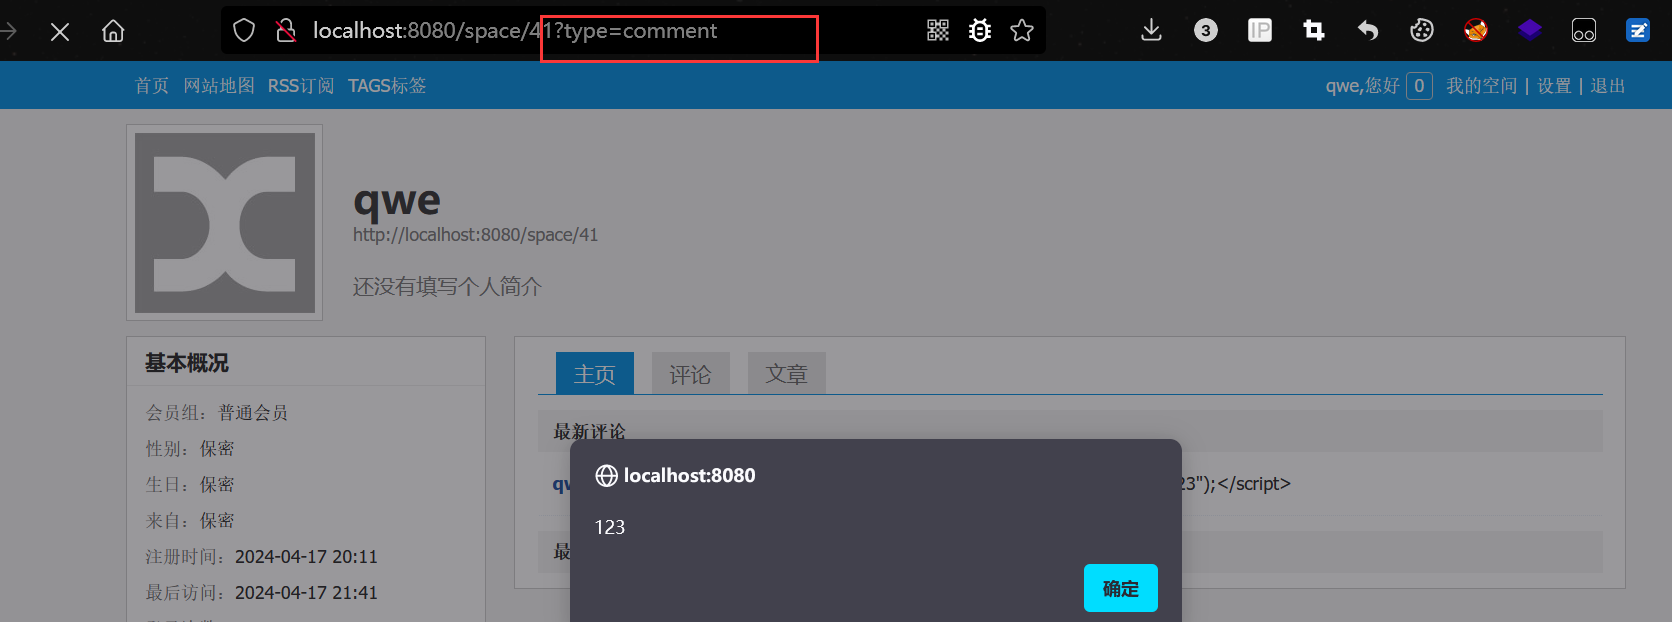 localhost:8080/space/41?type=comment
3
IP
首页 网站地图 RSS订阅 TAGS标签
qwe,您好 0 我的空间 | 设置 | 退出
qwe
http://localhost:8080/space/41
还没有填写个人简介
基本概况
会员组：普通会员
性别：保密
生日：保密
来自：保密
注册时间：2024-04-17 20:11
最后访问：2024-04-17 21:41
主页 评论 文章
最新评论
23");</script>
最
localhost:8080
123
确定